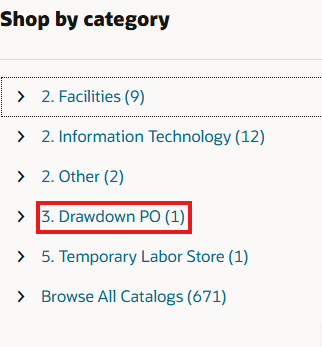 Shop by category
2. Facilities (9)
2. Information Technology (12)
2. Other (2)
3. Drawdown PO (1)
5. Temporary Labor Store (1)
Browse All Catalogs (671)